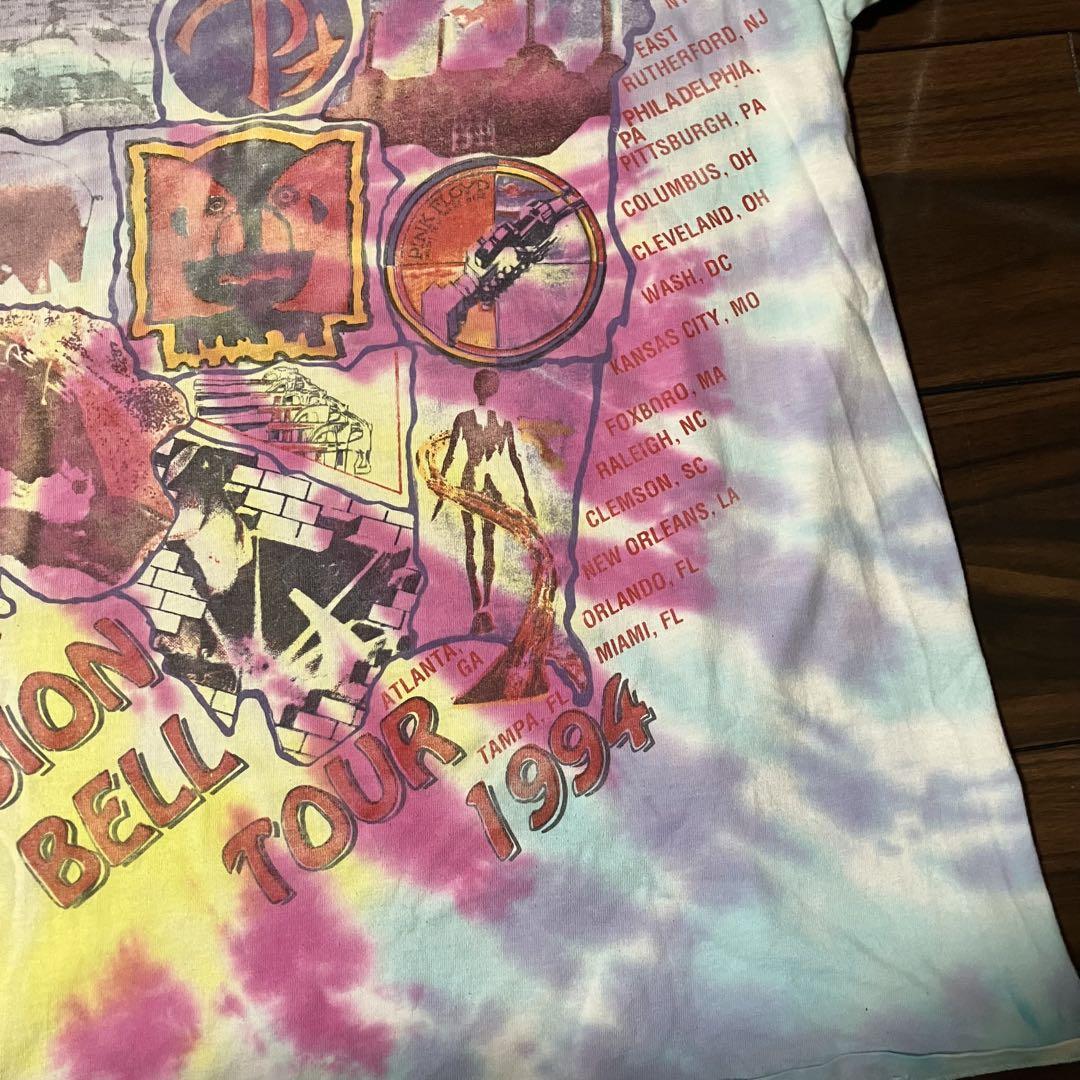 EAST
RUTHERFORD, NJ
PHILADELPHIA,
PA
PITTSBURGH, PA
COLUMBUS, OH
CLEVELAND, OH
WASH, DC
KANSAS CITY, MO
FOXBORO, MA
RALEIGH, NC
CLEMSON, SC
NEW ORLEANS, LA
ORLANDO, FL
MIAMI, FL
PINK FLOYD
ATLANTA,
GA
TAMPA, FL
SION
BELL
TOUR
1994